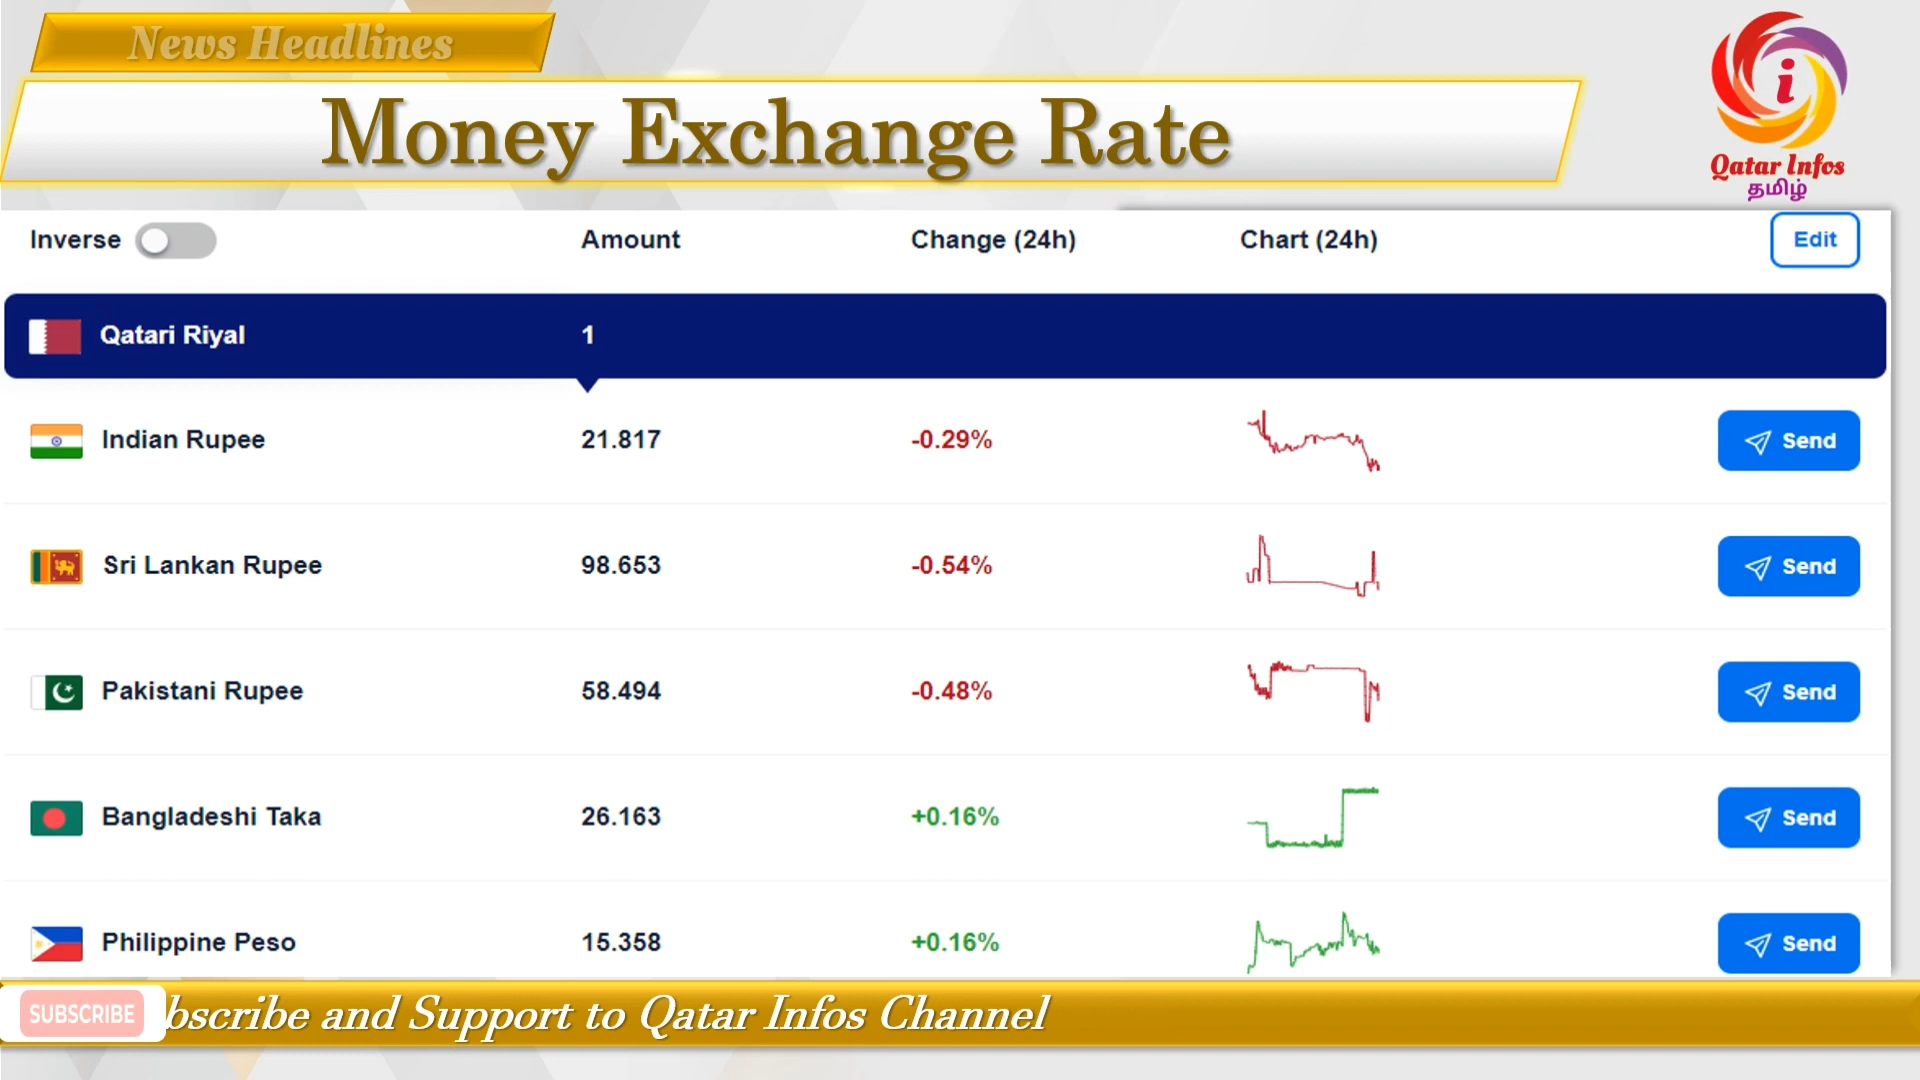 News Headlines
Money Exchange Rate
i
Qatar Infos
தமிழ்
Inverse Amount Change (24h) Chart (24h) Edit
Qatari Riyal 1
Indian Rupee 21.817 -0.29% Send
Sri Lankan Rupee 98.653 -0.54% Send
Pakistani Rupee 58.494 -0.48% Send
Bangladeshi Taka 26.163 +0.16% Send
Philippine Peso 15.358 +0.16% Send
SUBSCRIBE bscribe and Support to Qatar Infos Channel